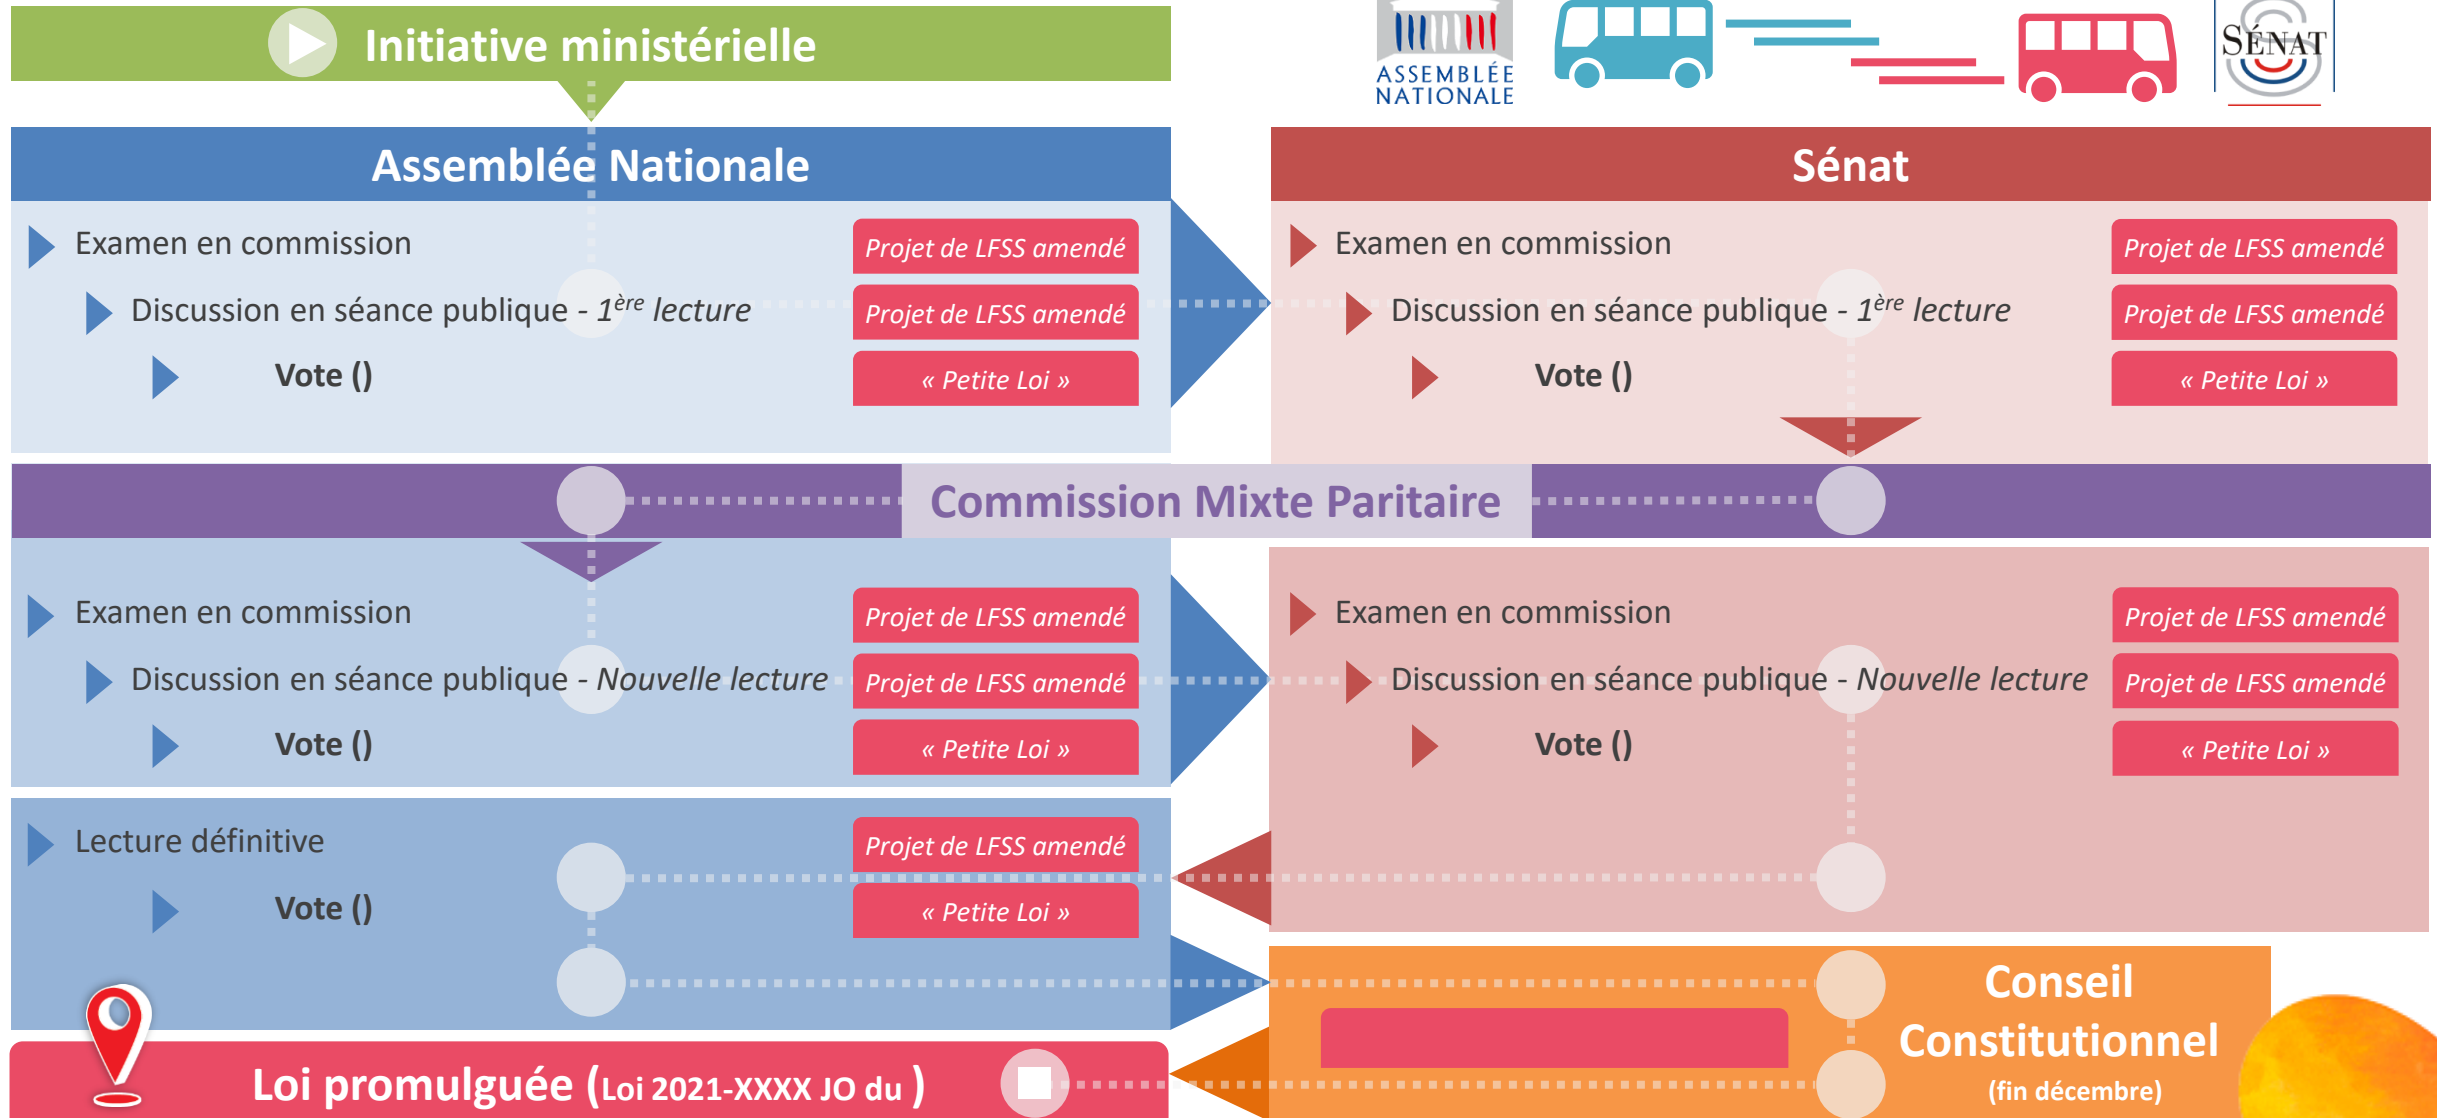 Initiative ministérielle
ASSEMBLÉE
NATIONALE
SÉNAT
Assemblée Nationale
Examen en commission
Projet de LFSS amendé
Discussion en séance publique - 1ère lecture
Projet de LFSS amendé
Vote ()
« Petite Loi »
Sénat
Examen en commission
Projet de LFSS amendé
Discussion en séance publique - 1ère lecture
Projet de LFSS amendé
Vote ()
« Petite Loi »
Commission Mixte Paritaire
Examen en commission
Projet de LFSS amendé
Discussion en séance publique - Nouvelle lecture
Projet de LFSS amendé
Vote ()
« Petite Loi »
Examen en commission
Projet de LFSS amendé
Discussion en séance publique - Nouvelle lecture
Projet de LFSS amendé
Vote ()
« Petite Loi »
Lecture définitive
Projet de LFSS amendé
Vote ()
« Petite Loi »
Conseil
Constitutionnel
(fin décembre)
Loi promulguée (Loi 2021-XXXX JO du )